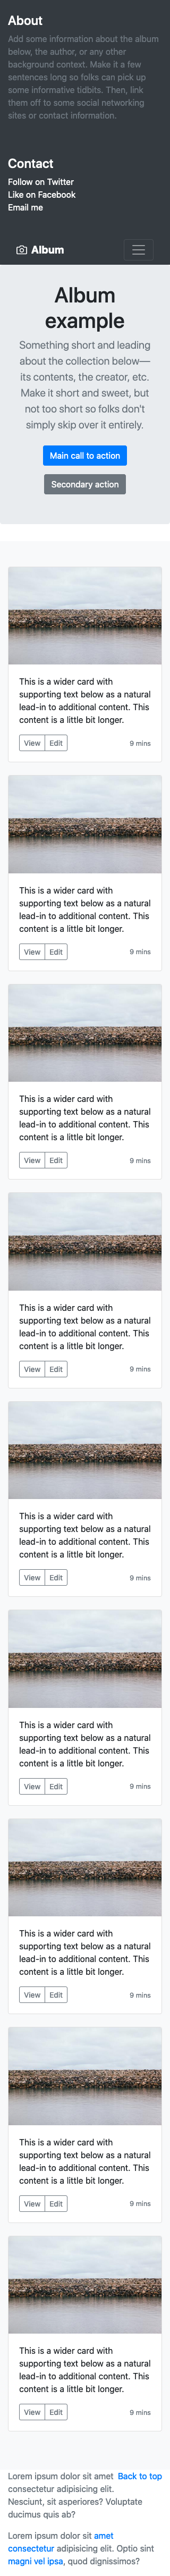 About
Add some information about the album
below, the author, or any other
background context. Make it a few
sentences long so folks can pick up
some informative tidbits. Then, link
them off to some social networking
sites or contact information.
Contact
Follow on Twitter
Like on Facebook
Email me
Album
Album
example
Something short and leading
about the collection below—
its contents, the creator, etc.
Make it short and sweet, but
not too short so folks don't
simply skip over it entirely.
Main call to action
Secondary action
This is a wider card with
supporting text below as a natural
lead-in to additional content. This
content is a little bit longer.
View Edit 9 mins
This is a wider card with
supporting text below as a natural
lead-in to additional content. This
content is a little bit longer.
View Edit 9 mins
This is a wider card with
supporting text below as a natural
lead-in to additional content. This
content is a little bit longer.
View Edit 9 mins
This is a wider card with
supporting text below as a natural
lead-in to additional content. This
content is a little bit longer.
View Edit 9 mins
This is a wider card with
supporting text below as a natural
lead-in to additional content. This
content is a little bit longer.
View Edit 9 mins
This is a wider card with
supporting text below as a natural
lead-in to additional content. This
content is a little bit longer.
View Edit 9 mins
This is a wider card with
supporting text below as a natural
lead-in to additional content. This
content is a little bit longer.
View Edit 9 mins
This is a wider card with
supporting text below as a natural
lead-in to additional content. This
content is a little bit longer.
View Edit 9 mins
This is a wider card with
supporting text below as a natural
lead-in to additional content. This
content is a little bit longer.
View Edit 9 mins
Lorem ipsum dolor sit amet Back to top
consectetur adipisicing elit.
Nesciunt, sit asperiores? Voluptate
ducimus quis ab?
Lorem ipsum dolor sit amet
consectetur adipisicing elit. Optio sint
magni vel ipsa, quod dignissimos?